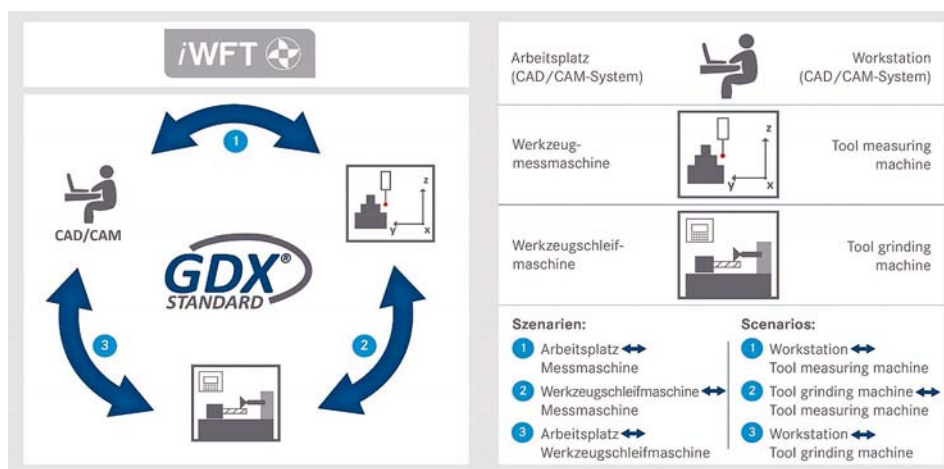 iWFT
1
CAD/CAM
z
y
x
GDX®
STANDARD
3
2
Arbeitsplatz
(CAD/CAM-System)
Workstation
(CAD/CAM-System)
Werkzeug-
messmaschine
z
y
x
Tool measuring
machine
Werkzeugschleif-
maschine
Tool grinding
machine
Szenarien:
1 Arbeitsplatz ↔
Messmaschine
2 Werkzeugschleifmaschine ↔
Messmaschine
3 Arbeitsplatz ↔
Werkzeugschleifmaschine
Scenarios:
1 Workstation ↔
Tool measuring machine
2 Tool grinding machine ↔
Tool measuring machine
3 Workstation ↔
Tool grinding machine